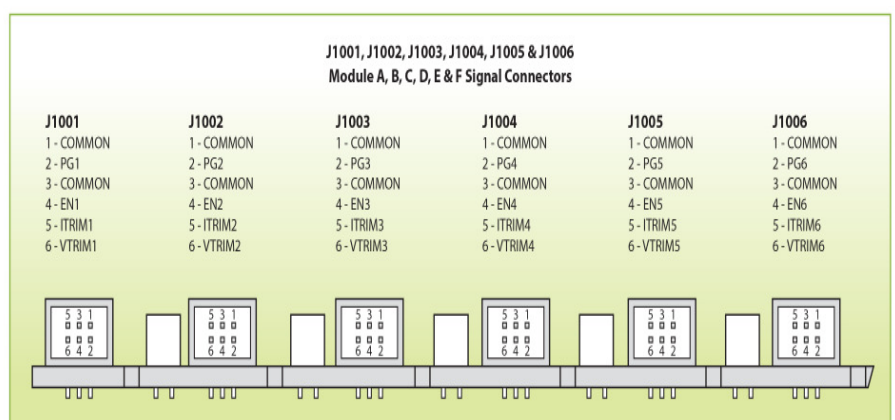 J1001, J1002, J1003, J1004, J1005 & J1006
Module A, B, C, D, E & F Signal Connectors
J1001 J1002 J1003 J1004 J1005 J1006
1 - COMMON 1 - COMMON 1 - COMMON 1 - COMMON 1 - COMMON 1 - COMMON
2 - PG1 2 - PG2 2 - PG3 2 - PG4 2 - PG5 2 - PG6
3 - COMMON 3 - COMMON 3 - COMMON 3 - COMMON 3 - COMMON 3 - COMMON
4 - EN1 4 - EN2 4 - EN3 4 - EN4 4 - EN5 4 - EN6
5 - ITRIM1 5 - ITRIM2 5 - ITRIM3 5 - ITRIM4 5 - ITRIM5 5 - ITRIM6
6 - VTRIM1 6 - VTRIM2 6 - VTRIM3 6 - VTRIM4 6 - VTRIM5 6 - VTRIM6
5 3 1 5 3 1 5 3 1 5 3 1 5 3 1 5 3 1
6 4 2 6 4 2 6 4 2 6 4 2 6 4 2 6 4 2